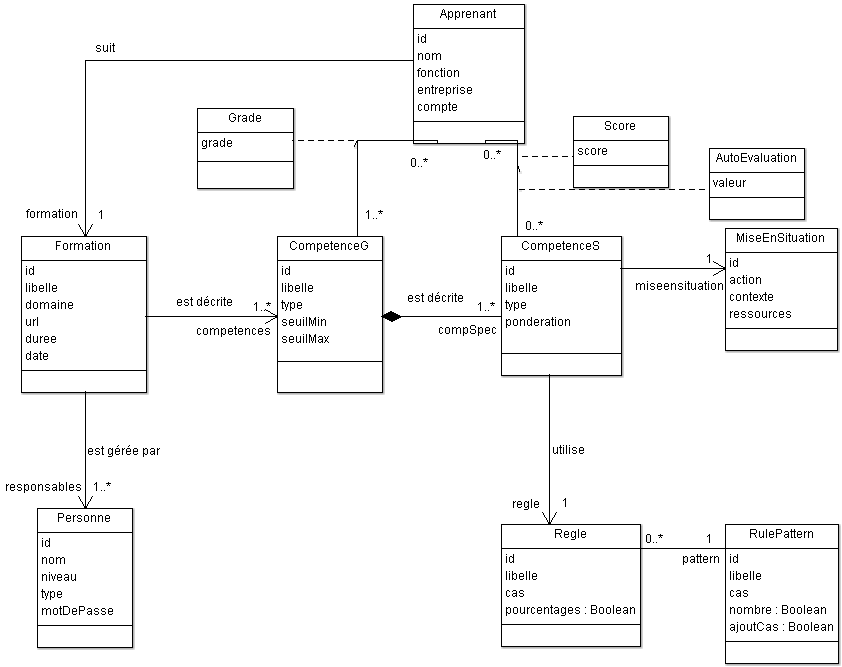 Apprenant
id
nom
fonction
entreprise
compte
suit
Grade
grade
Score
score
AutoEvaluation
valeur
0..*
0..*
formation
1
1..*
0..*
Formation
id
libelle
domaine
url
duree
date
CompetenceG
id
libelle
type
seuilMin
seuilMax
CompetenceS
id
libelle
type
ponderation
MiseEnSituation
id
action
contexte
ressources
est décrite
1..*
competences
est décrite
1..*
compSpec
1
miseensituation
est gérée par
responsables
1..*
utilise
regle
1
Personne
id
nom
niveau
type
motDePasse
Regle
id
libelle
cas
pourcentages : Boolean
0..*
1
pattern
RulePattern
id
libelle
cas
nombre : Boolean
ajoutCas : Boolean